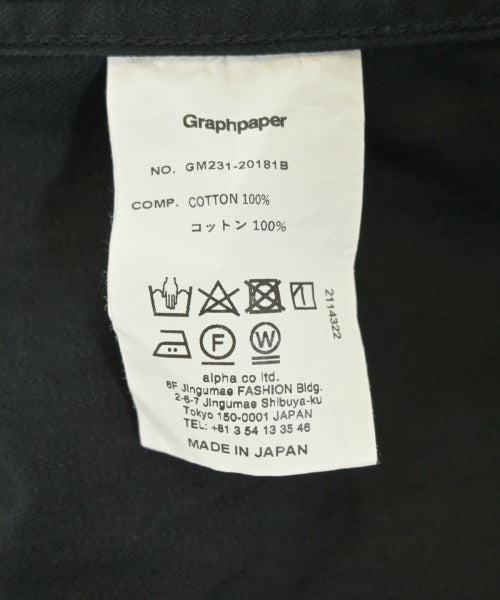 Graphpaper
NO. GM231-20181B
COMP. COTTON 100%
コットン 100%
2114322
F
W
alpha co ltd.
6F Jingumae FASHION Bldg.
2-6-7 Jingumae Shibuya-ku
Tokyo 150-0001 JAPAN
TEL: +81 3 54 13 35 46
MADE IN JAPAN